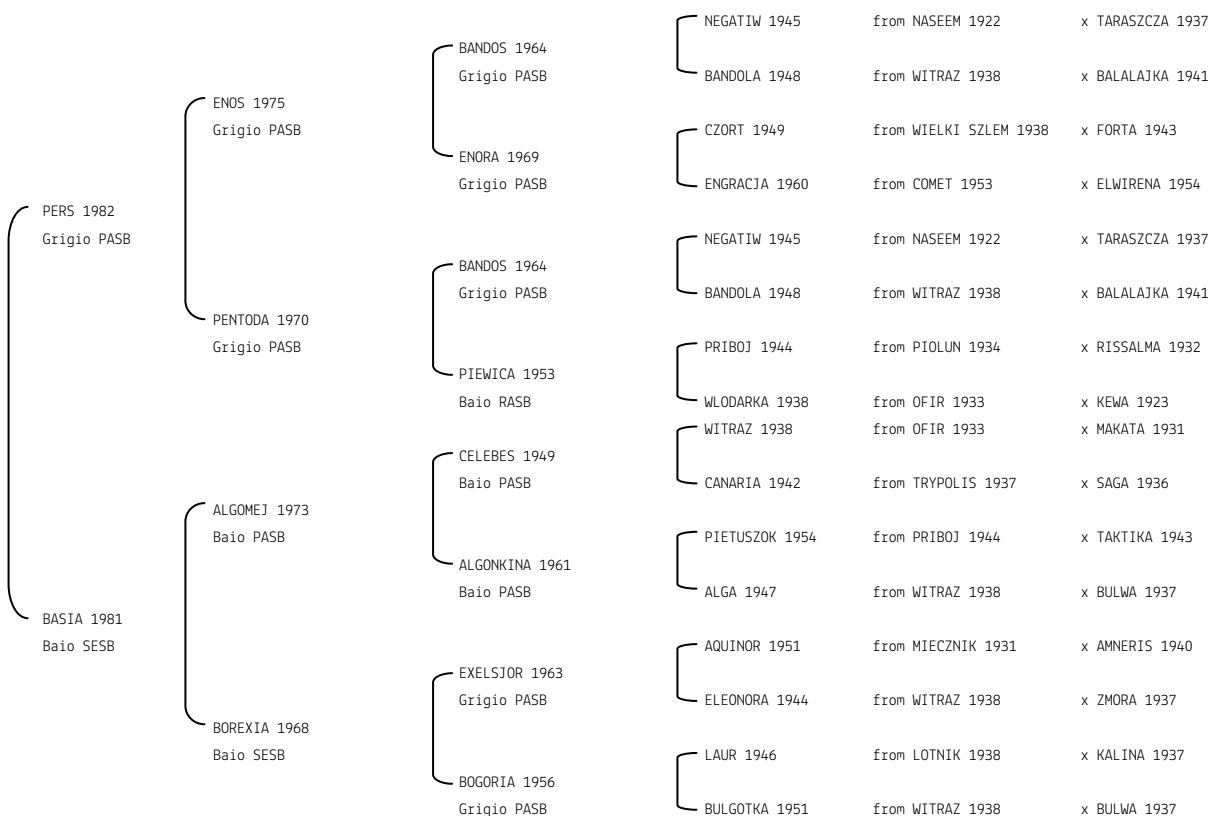 NEGATIW 1945 from NASEEM 1922 x TARASZCZA 1937
BANDOS 1964
Grigio PASB BANDOLA 1948 from WITRAZ 1938 x BALALAJKA 1941
ENOS 1975
Grigio PASB CZORT 1949 from WIELKI SZLEM 1938 x FORTA 1943
ENORA 1969
Grigio PASB ENGRACJA 1960 from COMET 1953 x ELWIRENA 1954
PERS 1982
Grigio PASB NEGATIW 1945 from NASEEM 1922 x TARASZCZA 1937
BANDOS 1964
Grigio PASB BANDOLA 1948 from WITRAZ 1938 x BALALAJKA 1941
PENTODA 1970
Grigio PASB PRIBOJ 1944 from PIOLUN 1934 x RISSALMA 1932
PIEWICA 1953
Baio RASB WLODARKA 1938 from OFIR 1933 x KEWA 1923
WITRAZ 1938 from OFIR 1933 x MAKATA 1931
CELEBES 1949
Baio PASB CANARIA 1942 from TRYPOLIS 1937 x SAGA 1936
ALGOMEJ 1973
Baio PASB PIETUSZOK 1954 from PRIBOJ 1944 x TAKTIKA 1943
ALGONKINA 1961
Baio PASB ALGA 1947 from WITRAZ 1938 x BULWA 1937
BASIA 1981
Baio SESB AQUINOR 1951 from MIECZNIK 1931 x AMNERIS 1940
EXELSJOR 1963
Grigio PASB ELEONORA 1944 from WITRAZ 1938 x ZMORA 1937
BOREXIA 1968
Baio SESB LAUR 1946 from LOTNIK 1938 x KALINA 1937
BOGORIA 1956
Grigio PASB BULGOTKA 1951 from WITRAZ 1938 x BULWA 1937